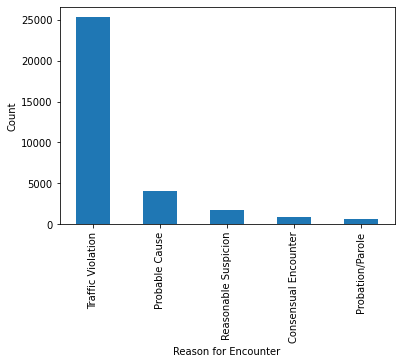 25000
20000
15000
10000
5000
0
Count
Traffic Violation
Probable Cause
Reasonable Suspicion
Consensual Encounter
Probation/Parole
Reason for Encounter